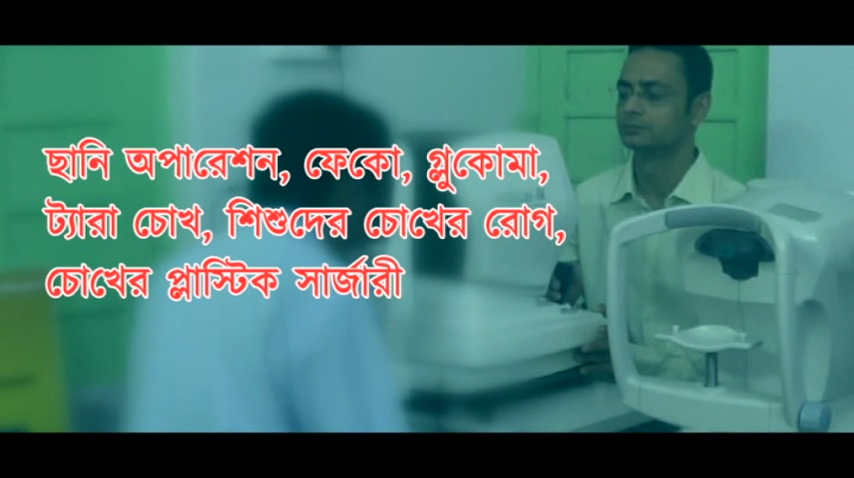 ছানি অপারেশন, ফেকো, গ্লুকোমা,
ট্যারা চোখ, শিশুদের চোখের রোগ,
চোখের প্লাস্টিক সার্জারী